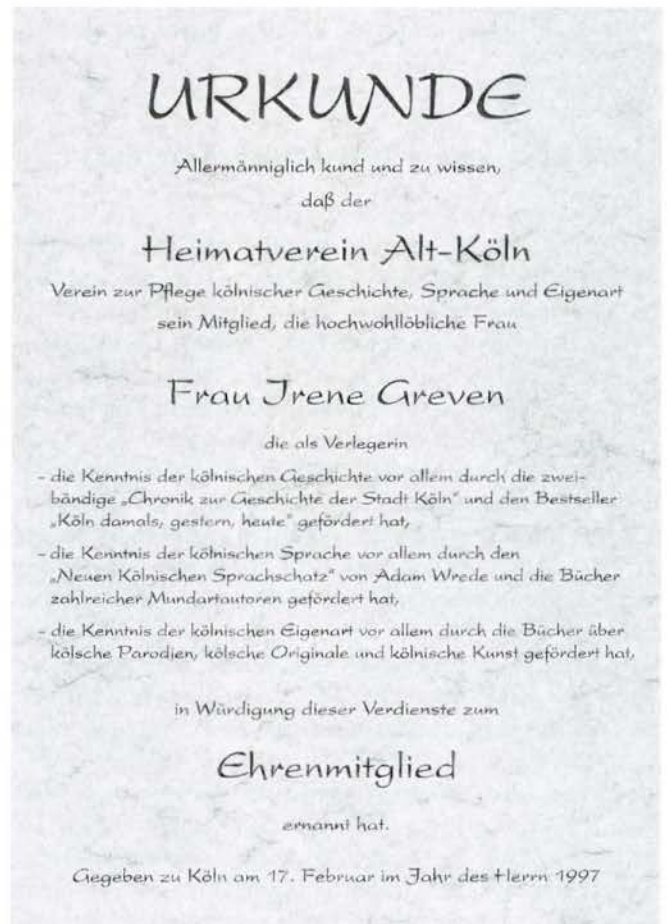 URKUNDE
Allermänniglich kund und zu wissen,
daß der
Heimatverein Alt-Köln
Verein zur Pflege kölnischer Geschichte, Sprache und Eigenart
sein Mitglied, die hochwohllöbliche Frau
Frau Irene Greven
die als Verlegerin
- die Kenntnis der kölnischen Geschichte vor allem durch die zwei-
bändige „Chronik zur Geschichte der Stadt Köln“ und den Bestseller
„Köln damals, gestern, heute“ gefördert hat,
- die Kenntnis der kölnischen Sprache vor allem durch den
„Neuen Kölnischen Sprachschatz“ von Adam Wrede und die Bücher
zahlreicher Mundartautoren gefördert hat,
- die Kenntnis der kölnischen Eigenart vor allem durch die Bücher über
kölsche Parodien, kölsche Originale und kölnische Kunst gefördert hat,
in Würdigung dieser Verdienste zum
Ehrenmitglied
ernannt hat.
Gegeben zu Köln am 17. Februar im Jahr des Herrn 1997